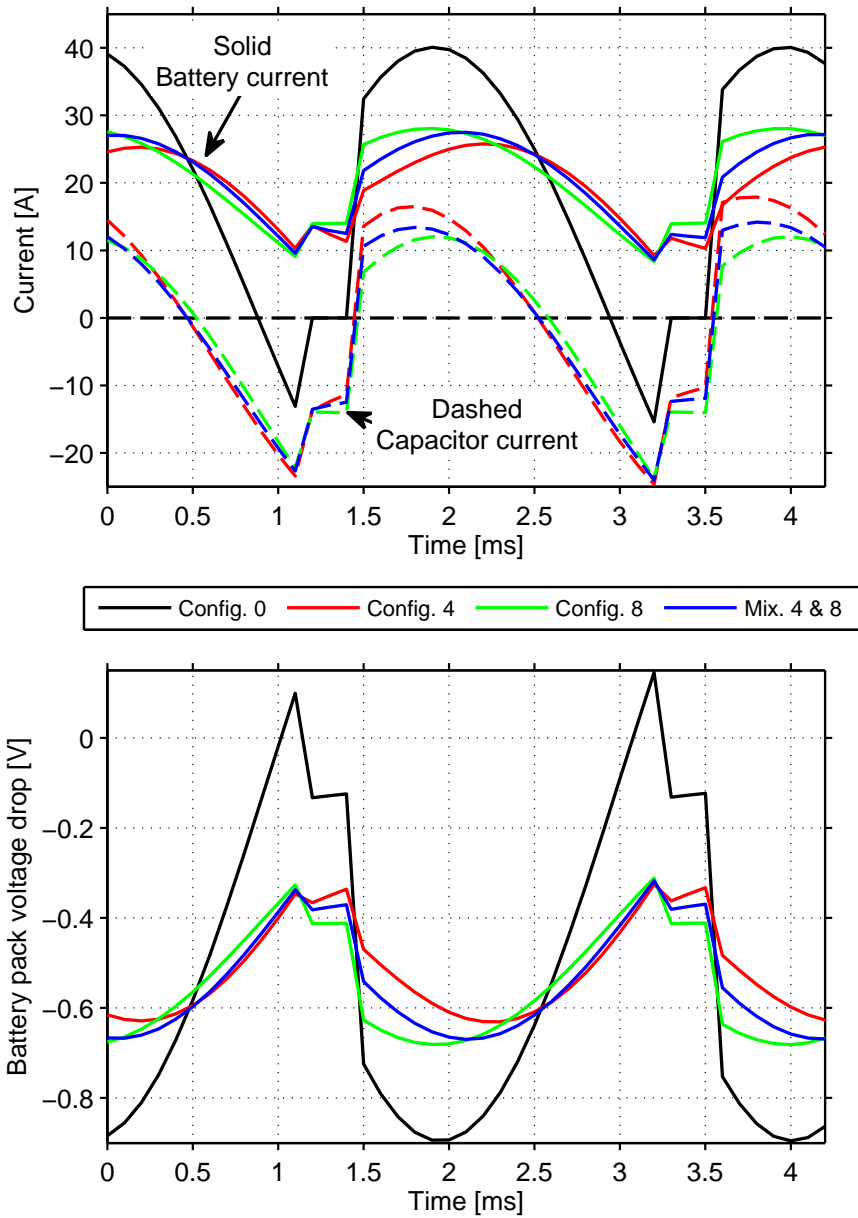 40
30
20
10
0
−10
−20
Current [A]
Solid
Battery current
Dashed
Capacitor current
0 0.5 1 1.5 2 2.5 3 3.5 4
Time [ms]
Config. 0 Config. 4 Config. 8 Mix. 4 & 8
0
−0.2
−0.4
−0.6
−0.8
Battery pack voltage drop [V]
0 0.5 1 1.5 2 2.5 3 3.5 4
Time [ms]